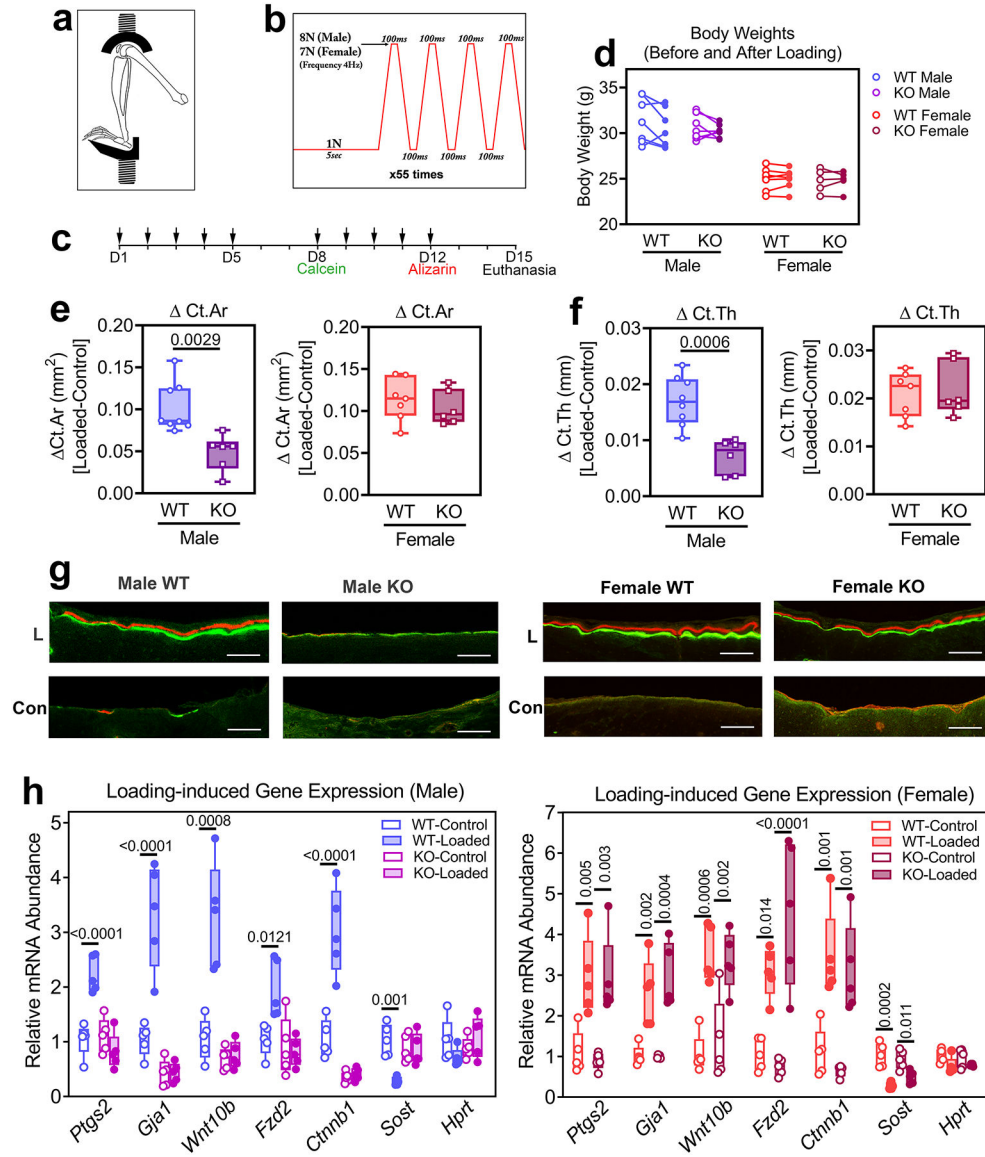 a
b
8N (Male)
7N (Female)
(Frequency 4Hz)
100ms 100ms 100ms 100ms
1N
5sec
100ms 100ms 100ms
x55 times
c
D1 D5 D8 D12 D15
Calcein Alizarin Euthanasia
d
Body Weights
(Before and After Loading)
Body Weight (g)
35
30
25
20
WT KO WT KO
Male Female
WT Male
KO Male
WT Female
KO Female
e
Δ Ct.Ar
ΔCt.Ar (mm2)
[Loaded-Control]
0.20
0.15
0.10
0.05
0.00
0.0029
WT KO
Male
Δ Ct.Ar
Δ Ct.Ar (mm2)
[Loaded-Control]
0.20
0.15
0.10
0.05
0.00
WT KO
Female
f
Δ Ct.Th
Δ Ct.Th (mm)
[Loaded-Control]
0.03
0.02
0.01
0.00
0.0006
WT KO
Male
Δ Ct.Th
Δ Ct.Th (mm)
[Loaded-Control]
0.03
0.02
0.01
0.00
WT KO
Female
g
Male WT Male KO Female WT Female KO
L
Con
L
Con
h
Loading-induced Gene Expression (Male)
Relative mRNA Abundance
5
4
3
2
1
0
<0.0001
<0.0001
0.0008
0.0121
<0.0001
0.001
WT-Control
WT-Loaded
KO-Control
KO-Loaded
Ptgs2 Gja1 Wnt10b Fzd2 Ctnnb1 Sost Hprt
Loading-induced Gene Expression (Female)
Relative mRNA Abundance
7
6
5
4
3
2
1
0
0.005
0.003
0.002
0.0004
0.0006
0.002
0.014
<0.0001
0.001
0.001
0.0002
0.011
WT-Control
WT-Loaded
KO-Control
KO-Loaded
Ptgs2 Gja1 Wnt10b Fzd2 Ctnnb1 Sost Hprt